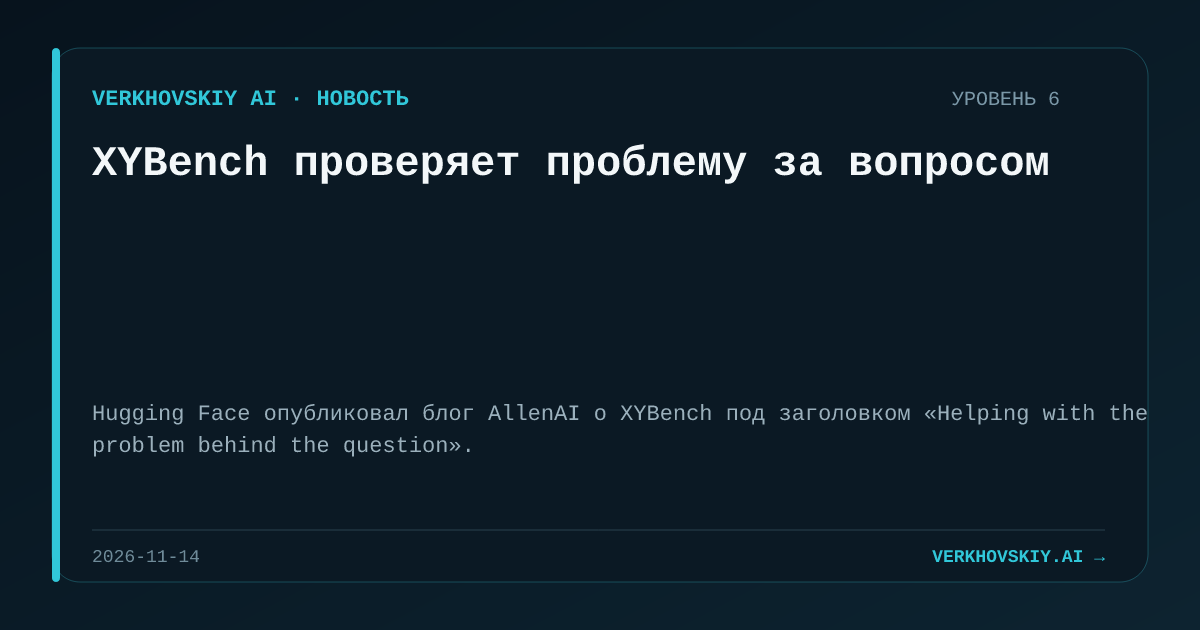 VERKHOVSKIY AI · НОВОСТЬ
УРОВЕНЬ 6
XYBench проверяет проблему за вопросом
Hugging Face опубликовал блог AllenAI о XYBench под заголовком «Helping with the
problem behind the question».
2026-11-14
VERKHOVSKIY.AI →